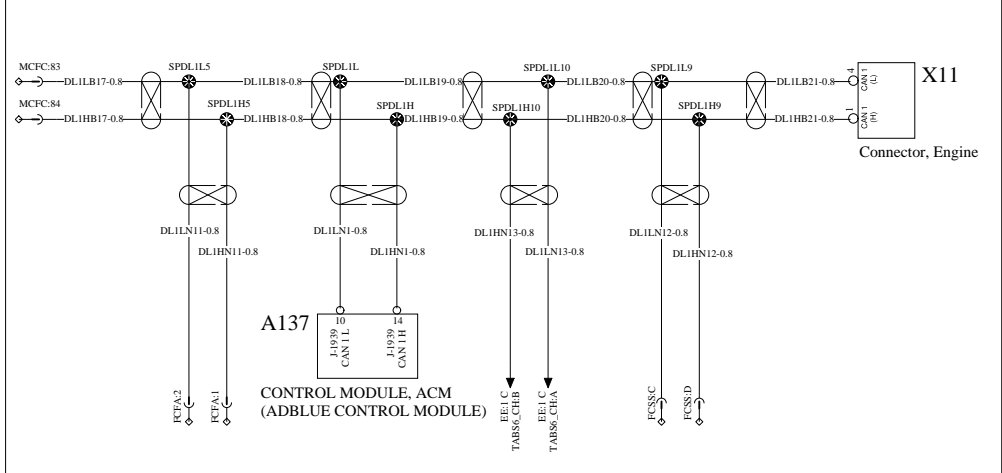 MCFC:83
SPDL1L5
SPDL1L
SPDL1L10
SPDL1L9
DL1LB17-0.8
DL1LB18-0.8
DL1LB19-0.8
DL1LB20-0.8
DL1LB21-0.8
4
CAN 1
(L)
X11
MCFC:84
SPDL1H5
SPDL1H
SPDL1H10
SPDL1H9
DL1HB17-0.8
DL1HB18-0.8
DL1HB19-0.8
DL1HB20-0.8
DL1HB21-0.8
1
CAN 1
(H)
Connector, Engine
DL1LN11-0.8
DL1LN1-0.8
DL1HN13-0.8
DL1LN12-0.8
DL1HN11-0.8
DL1HN1-0.8
DL1LN13-0.8
DL1HN12-0.8
A137
10
14
J-1939
CAN 1 L
J-1939
CAN 1 H
CONTROL MODULE, ACM
(ADBLUE CONTROL MODULE)
FCFA:2
FCFA:1
EE:1 C
TABS6_CH:B
EE:1 C
TABS6_CH:A
FCSS:C
FCSS:D